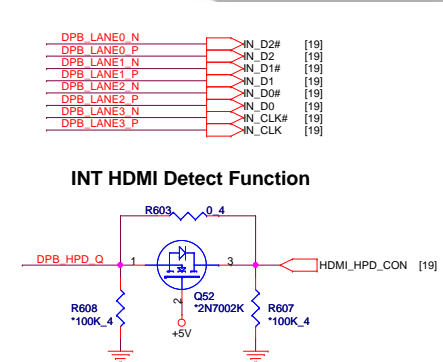 DPB_LANE0_N
DPB_LANE0_P IN_D2# [19]
DPB_LANE1_N IN_D2 [19]
DPB_LANE1_P IN_D1# [19]
DPB_LANE2_N IN_D1 [19]
DPB_LANE2_P IN_D0# [19]
DPB_LANE3_N IN_D0 [19]
DPB_LANE3_P IN_CLK# [19]
IN_CLK [19]
INT HDMI Detect Function
R603 0_4
DPB_HPD_Q 1 3 HDMI_HPD_CON [19]
2
Q52
*2N7002K
R608
*100K_4
R607
*100K_4
+5V